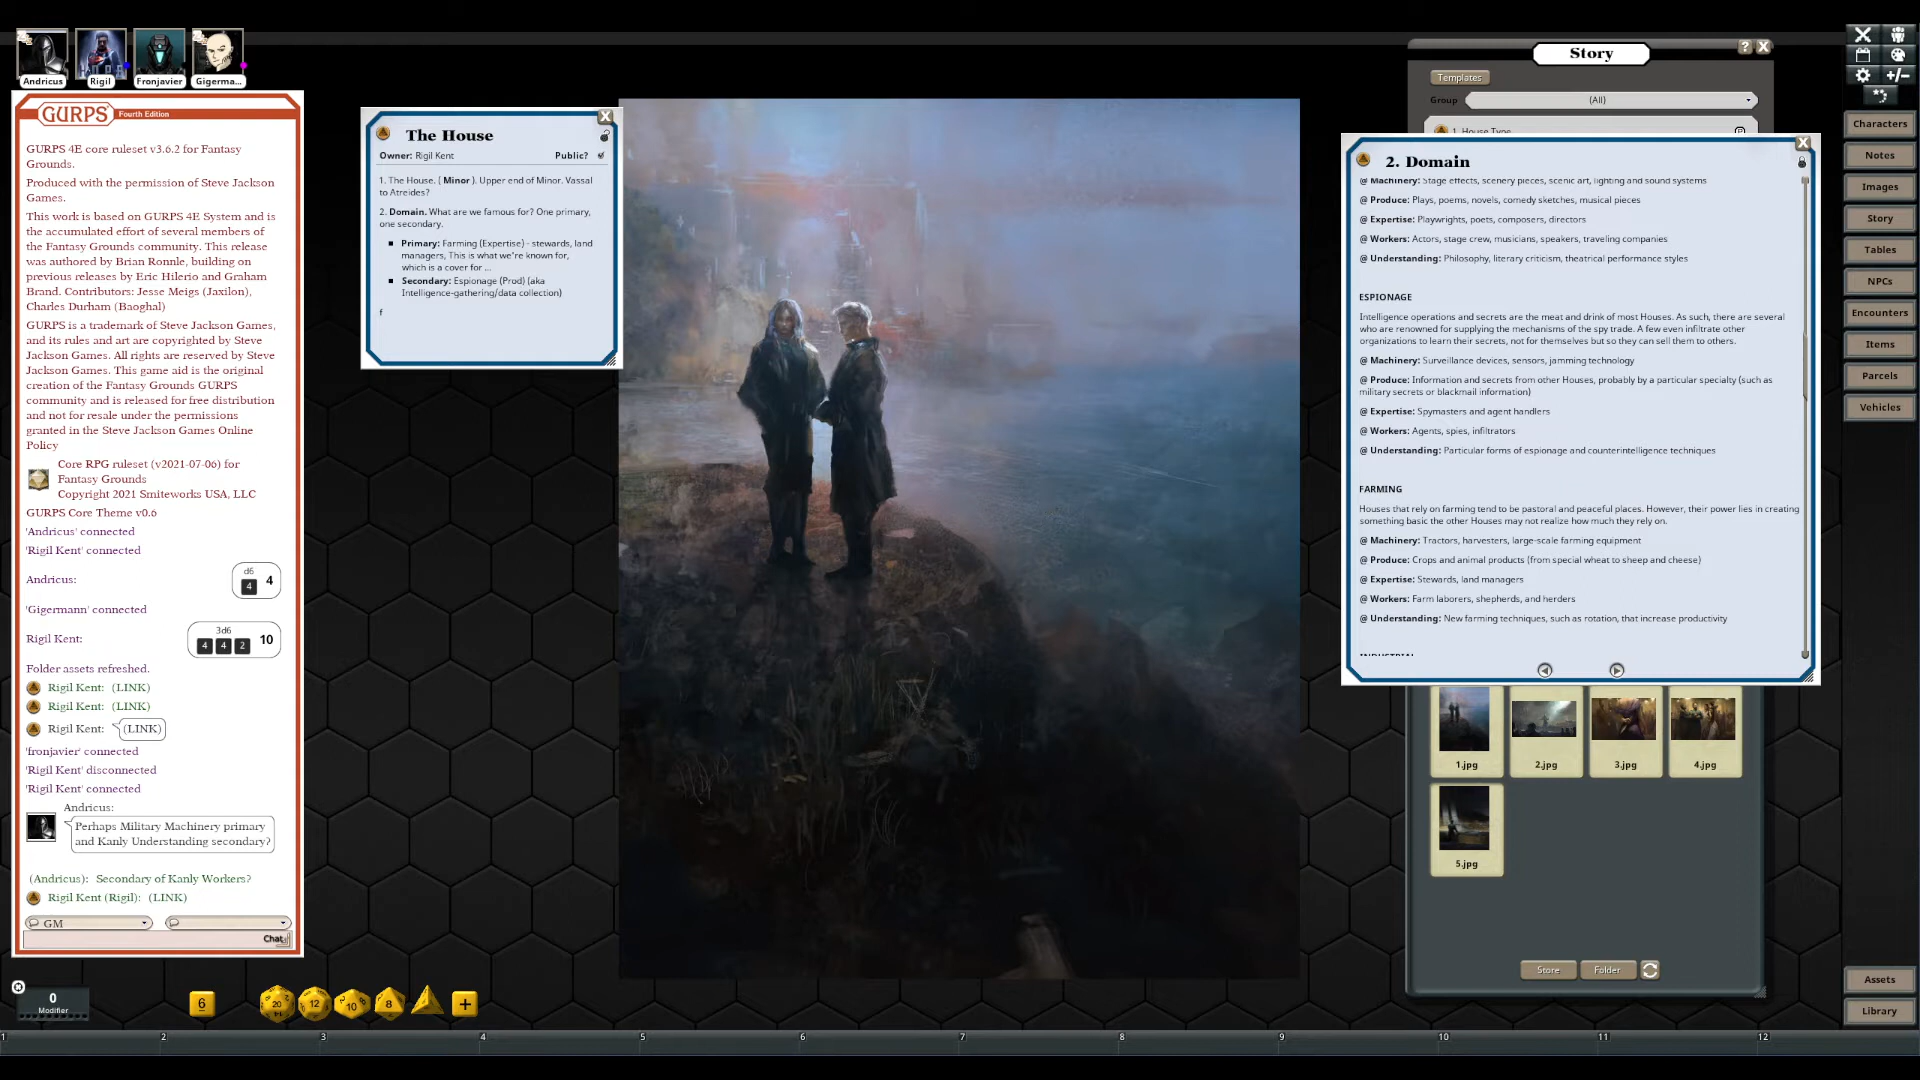 Andricus
Rigil
Fronjavier
Gigerma...
GURPS Fourth Edition
GURPS 4E core ruleset v3.6.2 for Fantasy
Grounds.
Produced with the permission of Steve Jackson
Games.
This work is based on GURPS 4E System and is
the accumulated effort of several members of
the Fantasy Grounds community. This release
was authored by Brian Ronnle, building on
previous releases by Eric Hilerio and Graham
Brand. Contributors: Jesse Meigs (Jaxilon),
Charles Durham (Baoghal)
GURPS is a trademark of Steve Jackson Games,
and its rules and art are copyrighted by Steve
Jackson Games. All rights are reserved by Steve
Jackson Games. This game aid is the original
creation of the Fantasy Grounds GURPS
community and is released for free distribution
and not for resale under the permissions
granted in the Steve Jackson Games Online
Policy
Core RPG ruleset (v2021-07-06) for
Fantasy Grounds
Copyright 2021 Smiteworks USA, LLC
GURPS Core Theme v0.6
'Andricus' connected
'Rigil Kent' connected
Andricus: d6 4 4
'Gigermann' connected
Rigil Kent: 3d6 4 4 2 10
Folder assets refreshed.
Rigil Kent: (LINK)
Rigil Kent: (LINK)
Rigil Kent: (LINK)
'fronjavier' connected
'Rigil Kent' disconnected
'Rigil Kent' connected
Andricus:
Perhaps Military Machinery primary
and Kanly Understanding secondary?
(Andricus): Secondary of Kanly Workers?
Rigil Kent (Rigil): (LINK)
GM
Chat
0
Modifier
6
20
12
10
8
+
The House
X
Owner: Rigil Kent Public?
1. The House. ( Minor ). Upper end of Minor. Vassal
to Atreides?
2. Domain. What are we famous for? One primary,
one secondary.
Primary: Farming (Expertise) - stewards, land
managers, This is what we're known for,
which is a cover for ...
Secondary: Espionage (Prod) (aka
Intelligence-gathering/data collection)
f
Story
? X
Templates
Group (All)
1. House Type
2. Domain
X
@ Machinery: Stage effects, scenery pieces, scenic art, lighting and sound systems
@ Produce: Plays, poems, novels, comedy sketches, musical pieces
@ Expertise: Playwrights, poets, composers, directors
@ Workers: Actors, stage crew, musicians, speakers, traveling companies
@ Understanding: Philosophy, literary criticism, theatrical performance styles
ESPIONAGE
Intelligence operations and secrets are the meat and drink of most Houses. As such, there are several
who are renowned for supplying the mechanisms of the spy trade. A few even infiltrate other
organizations to learn their secrets, not for themselves but so they can sell them to others.
@ Machinery: Surveillance devices, sensors, jamming technology
@ Produce: Information and secrets from other Houses, probably by a particular specialty (such as
military secrets or blackmail information)
@ Expertise: Spymasters and agent handlers
@ Workers: Agents, spies, infiltrators
@ Understanding: Particular forms of espionage and counterintelligence techniques
FARMING
Houses that rely on farming tend to be pastoral and peaceful places. However, their power lies in creating
something basic the other Houses may not realize how much they rely on.
@ Machinery: Tractors, harvesters, large-scale farming equipment
@ Produce: Crops and animal products (from special wheat to sheep and cheese)
@ Expertise: Stewards, land managers
@ Workers: Farm laborers, shepherds, and herders
@ Understanding: New farming techniques, such as rotation, that increase productivity
INDUSTRIAL
1.jpg
2.jpg
3.jpg
4.jpg
5.jpg
Store
Folder
+/-
Characters
Notes
Images
Story
Tables
NPCs
Encounters
Items
Parcels
Vehicles
Assets
Library
1 2 3 4 5 6 7 8 9 10 11 12